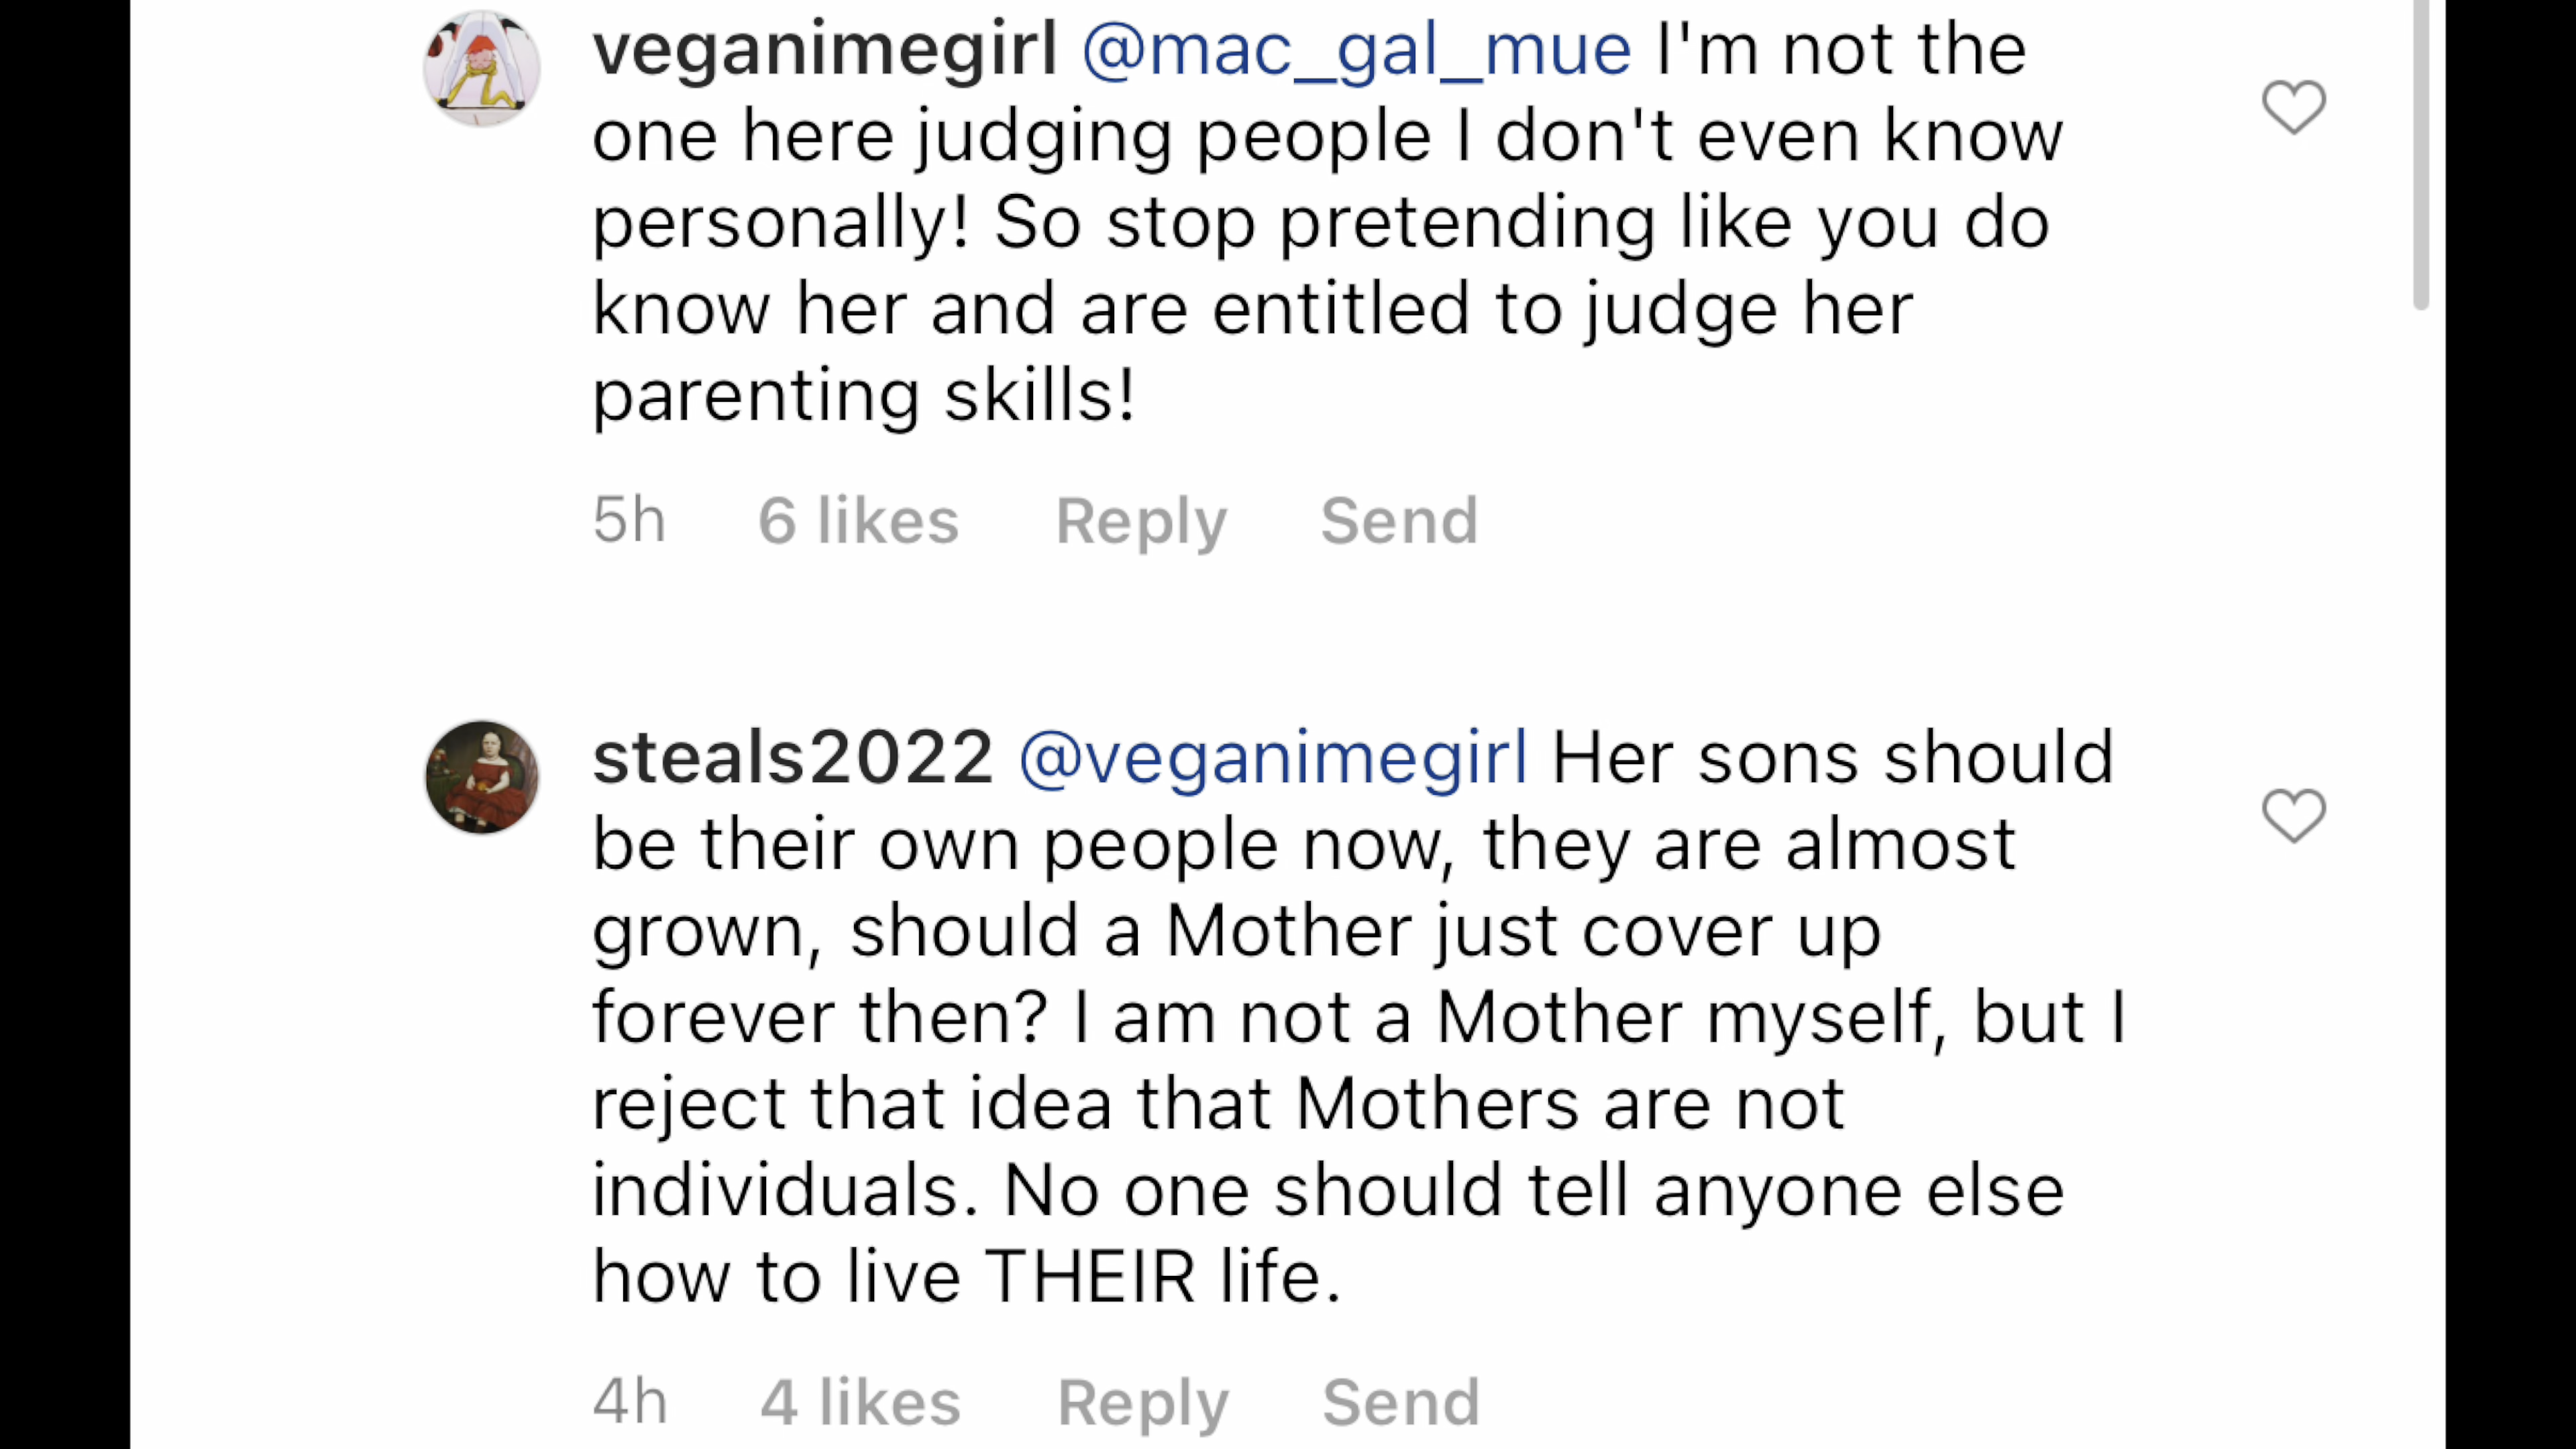 veganimegirl @mac_gal_mue I'm not the
one here judging people I don't even know
personally! So stop pretending like you do
know her and are entitled to judge her
parenting skills!
5h 6 likes Reply Send
steals2022 @veganimegirl Her sons should
be their own people now, they are almost
grown, should a Mother just cover up
forever then? I am not a Mother myself, but I
reject that idea that Mothers are not
individuals. No one should tell anyone else
how to live THEIR life.
4h 4 likes Reply Send